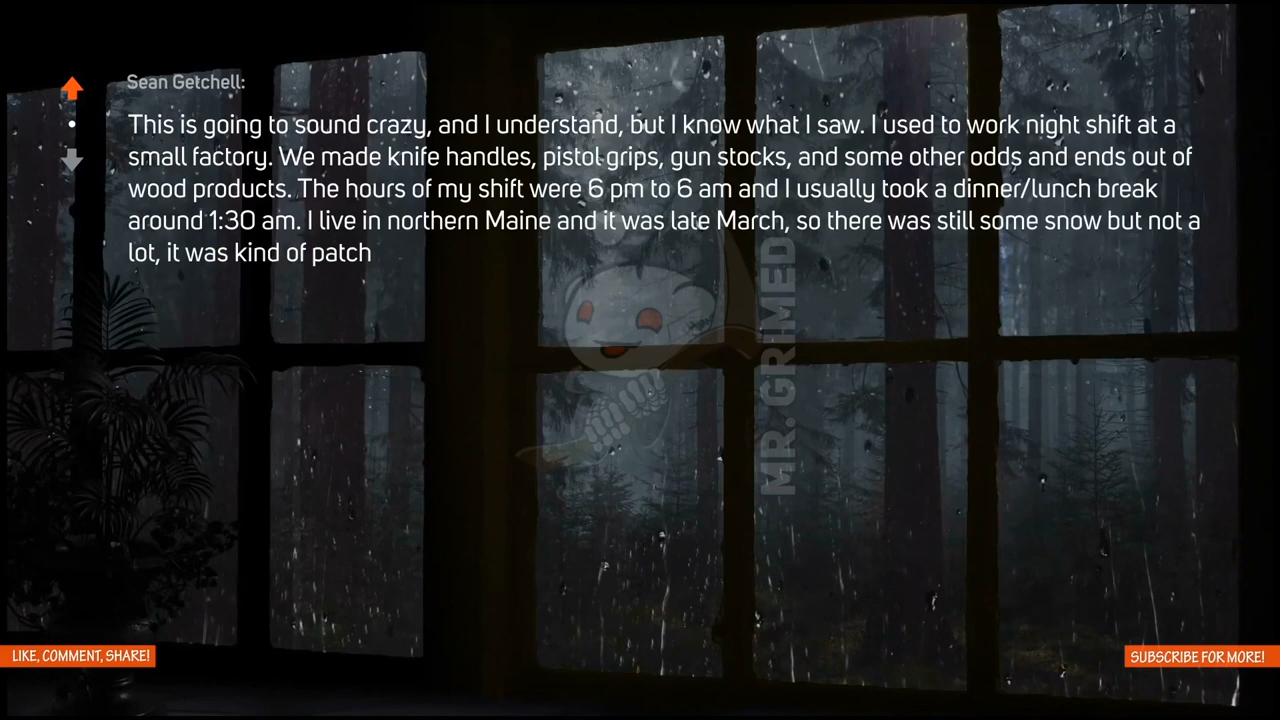 Sean Getchell:
This is going to sound crazy, and I understand, but I know what I saw. I used to work night shift at a
small factory. We made knife handles, pistol grips, gun stocks, and some other odds and ends out of
wood products. The hours of my shift were 6 pm to 6 am and I usually took a dinner/lunch break
around 1:30 am. I live in northern Maine and it was late March, so there was still some snow but not a
lot, it was kind of patch
MR. GRIMED
LIKE, COMMENT, SHARE!
SUBSCRIBE FOR MORE!